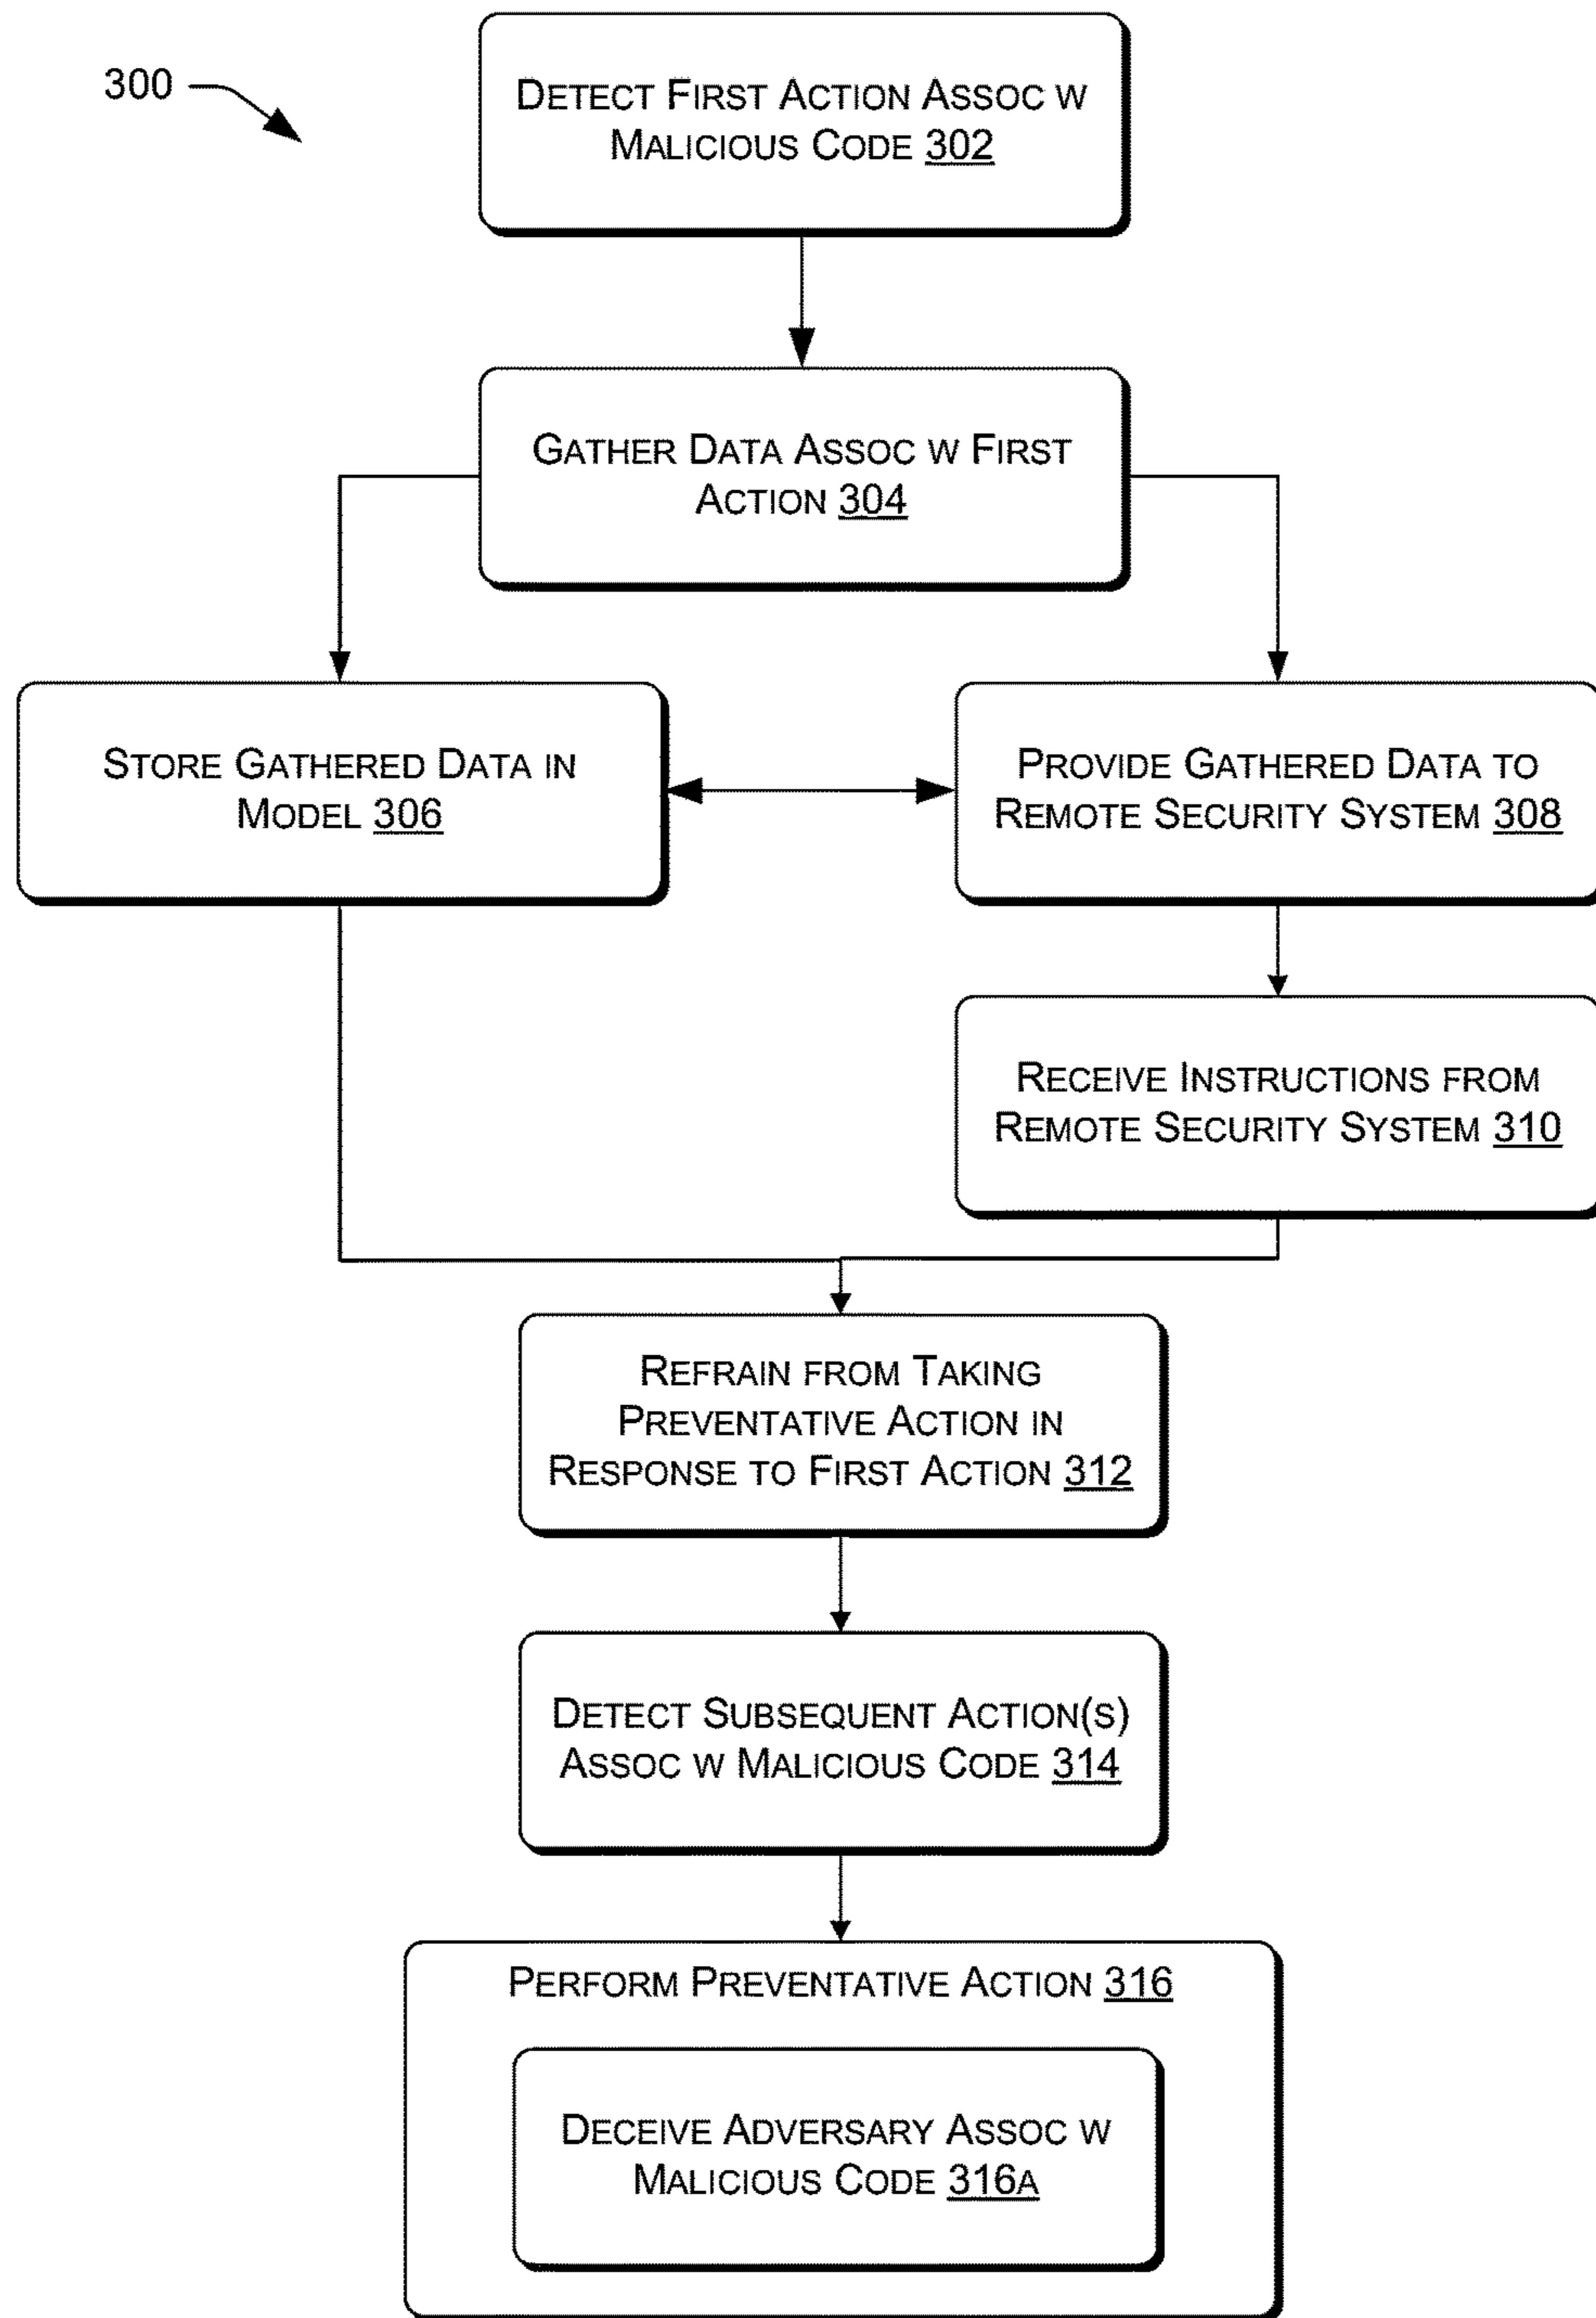 300
DETECT FIRST ACTION ASSOC W
MALICIOUS CODE 302
GATHER DATA ASSOC W FIRST
ACTION 304
STORE GATHERED DATA IN
MODEL 306
PROVIDE GATHERED DATA TO
REMOTE SECURITY SYSTEM 308
RECEIVE INSTRUCTIONS FROM
REMOTE SECURITY SYSTEM 310
REFRAIN FROM TAKING
PREVENTATIVE ACTION IN
RESPONSE TO FIRST ACTION 312
DETECT SUBSEQUENT ACTION(S)
ASSOC W MALICIOUS CODE 314
PERFORM PREVENTATIVE ACTION 316
DECEIVE ADVERSARY ASSOC W
MALICIOUS CODE 316A